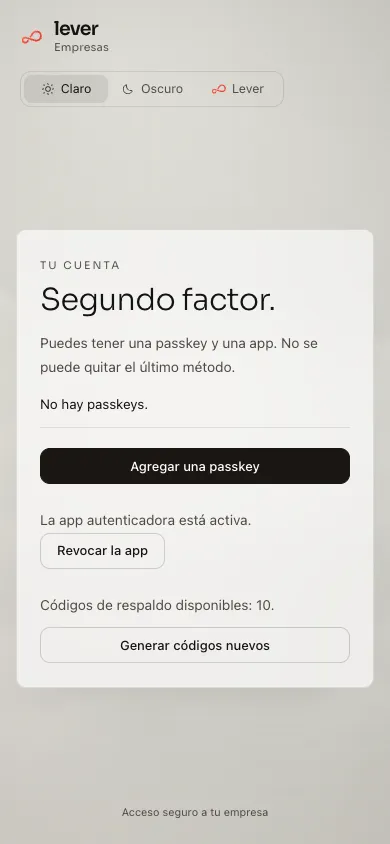 lever
Empresas
Claro Oscuro Lever
TU CUENTA
Segundo factor.
Puedes tener una passkey y una app. No se
puede quitar el último método.
No hay passkeys.
Agregar una passkey
La app autenticadora está activa.
Revocar la app
Códigos de respaldo disponibles: 10.
Generar códigos nuevos
Acceso seguro a tu empresa